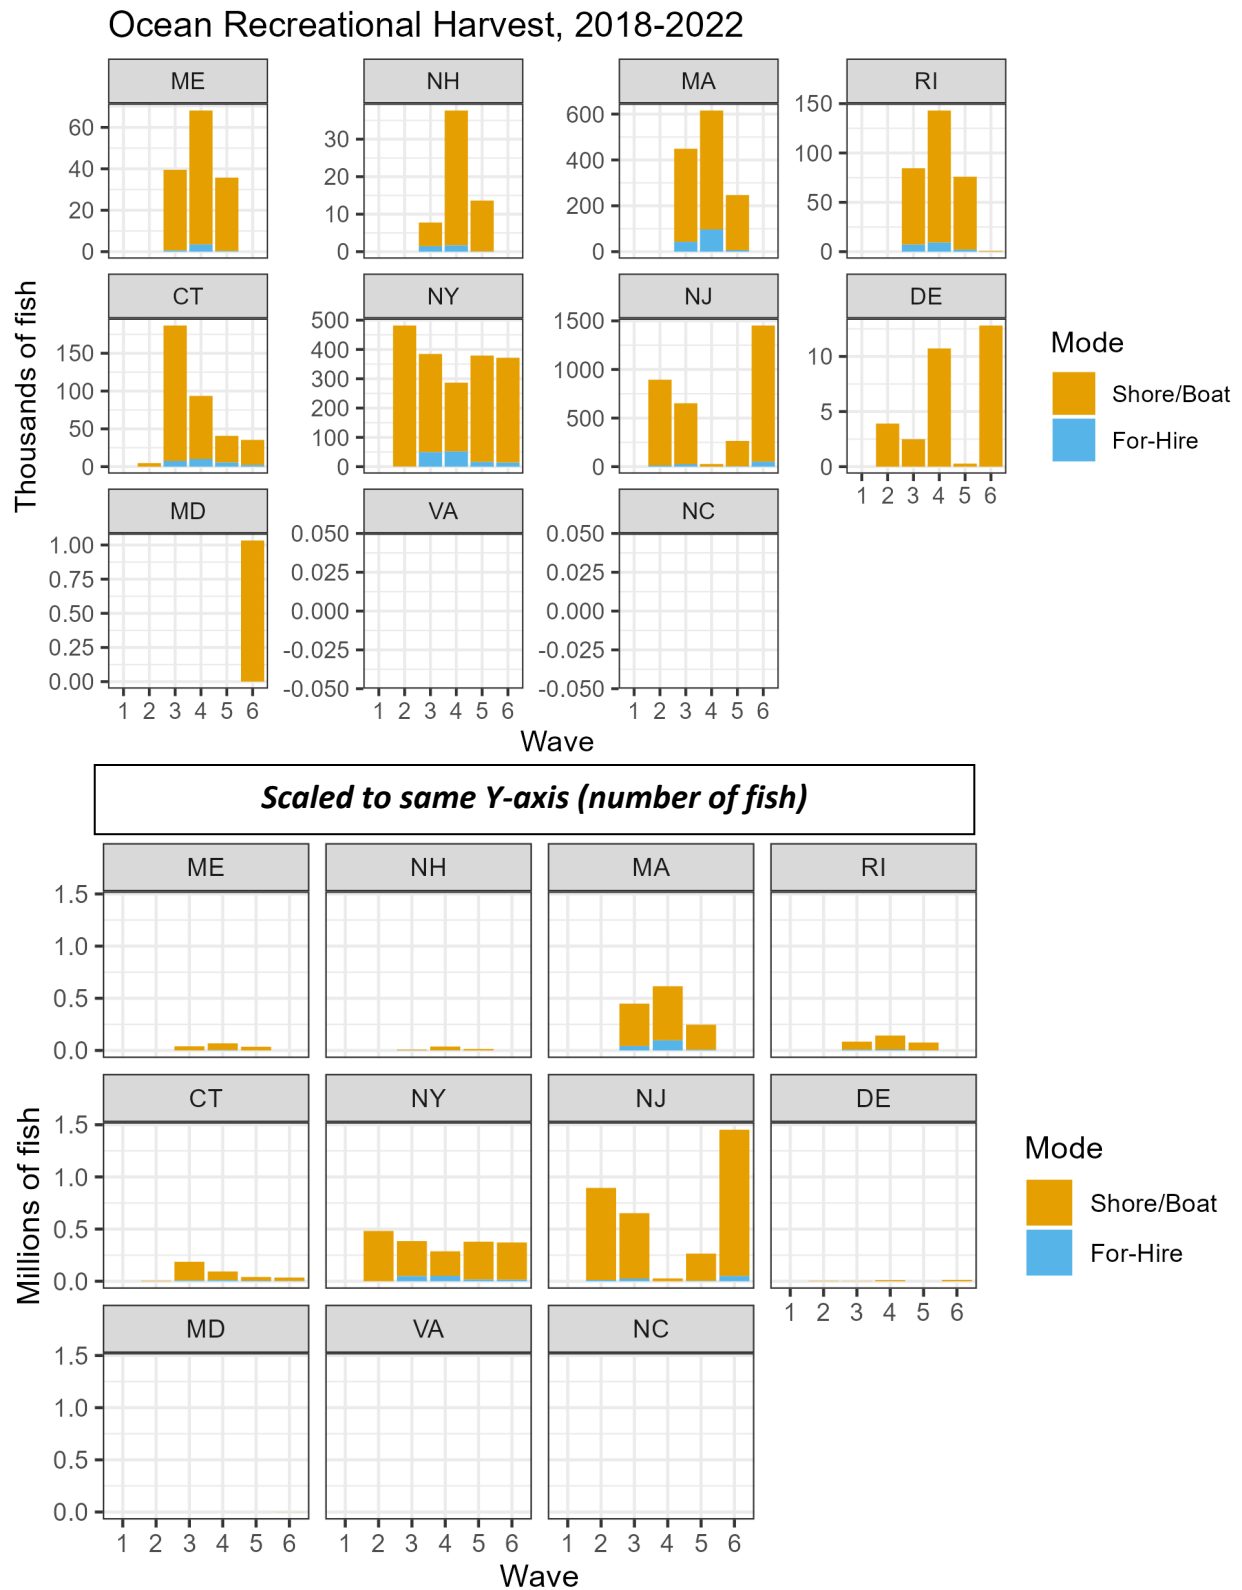 Ocean Recreational Harvest, 2018-2022
ME NH MA RI
60
40
20
0
30
20
10
0
600
400
200
0
150
100
50
0
CT NY NJ DE
150
100
50
0
500
400
300
200
100
0
1500
1000
500
0
10
5
0
1 2 3 4 5 6
MD VA NC
1.00
0.75
0.50
0.25
0.00
0.050
0.025
0.000
-0.025
-0.050
0.050
0.025
0.000
-0.025
-0.050
1 2 3 4 5 6 1 2 3 4 5 6 1 2 3 4 5 6
Wave
Thousands of fish
Mode
Shore/Boat
For-Hire
Scaled to same Y-axis (number of fish)
ME NH MA RI
1.5
1.0
0.5
0.0
CT NY NJ DE
1.5
1.0
0.5
0.0
1 2 3 4 5 6
MD VA NC
1.5
1.0
0.5
0.0
1 2 3 4 5 6 1 2 3 4 5 6 1 2 3 4 5 6
Wave
Millions of fish
Mode
Shore/Boat
For-Hire